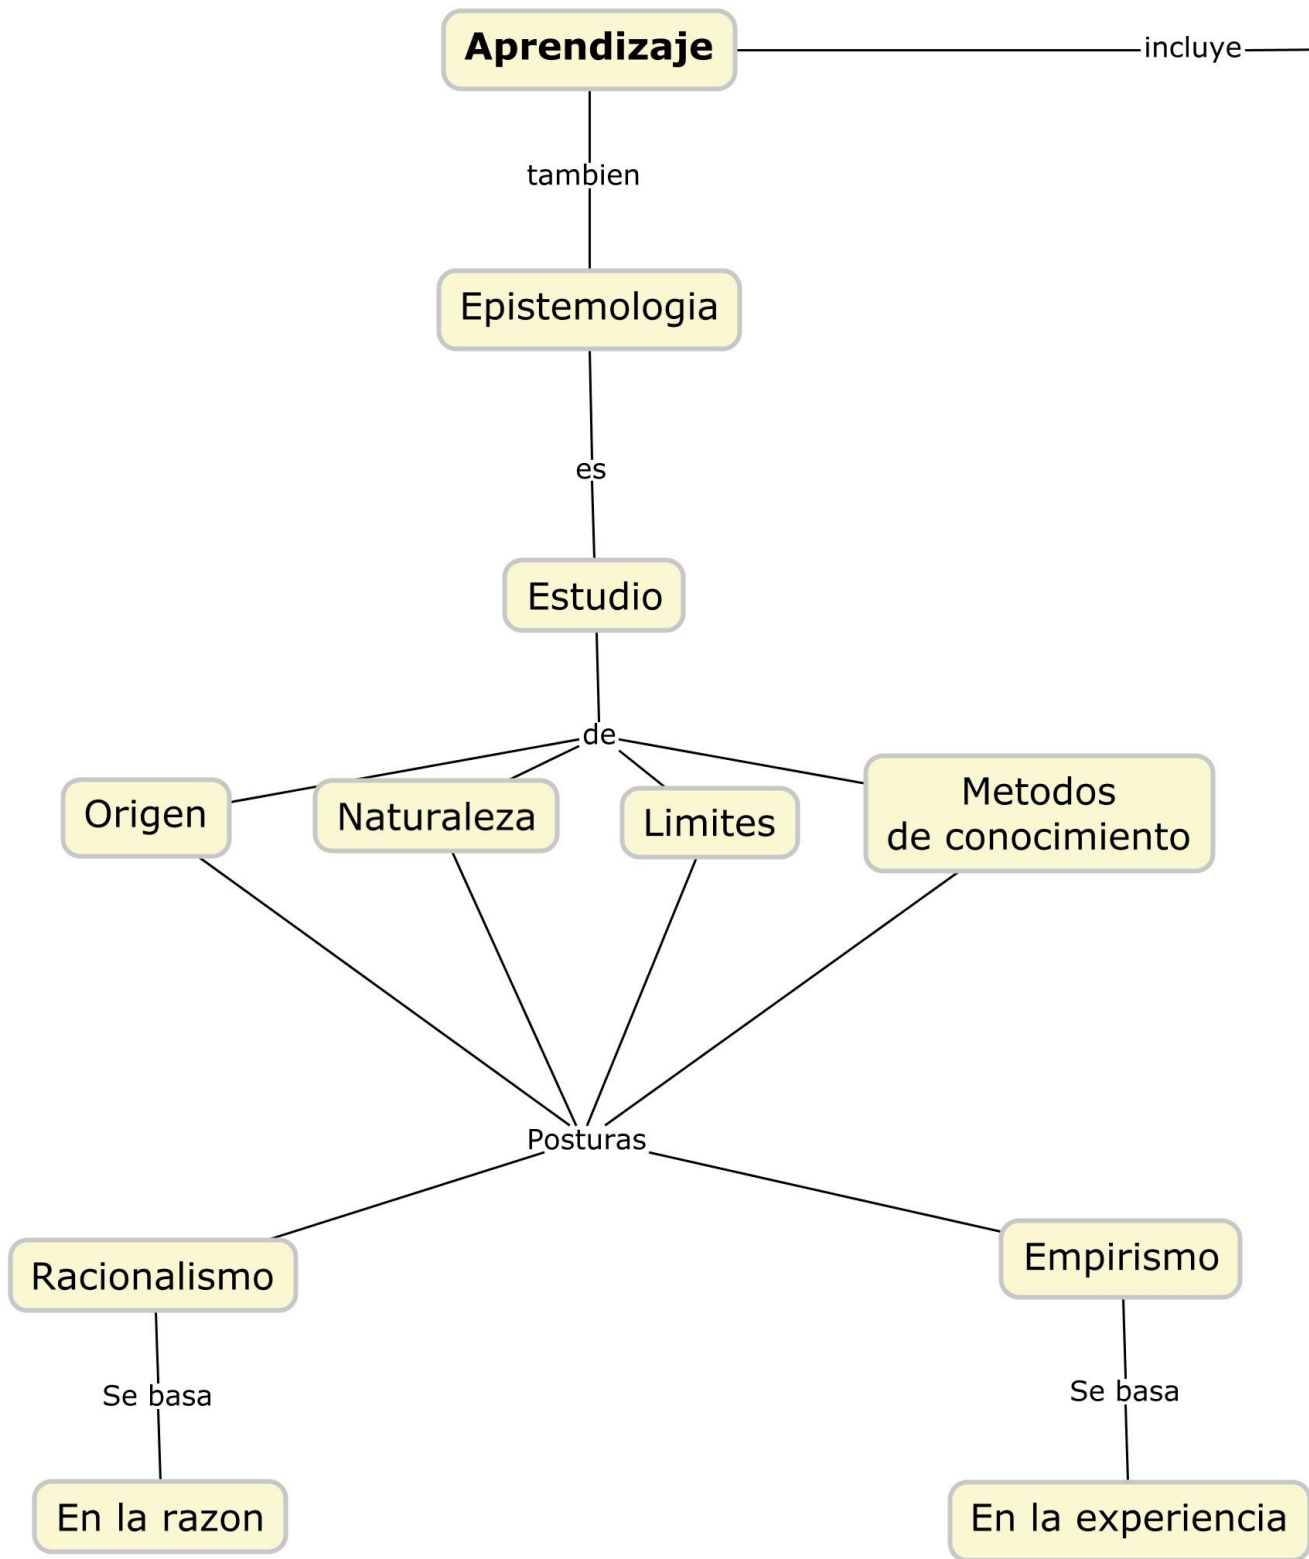 Aprendizaje
incluye
tambien
Epistemologia
es
Estudio
de
Origen
Naturaleza
Limites
Metodos
de conocimiento
Posturas
Racionalismo
Empirismo
Se basa
Se basa
En la razon
En la experiencia